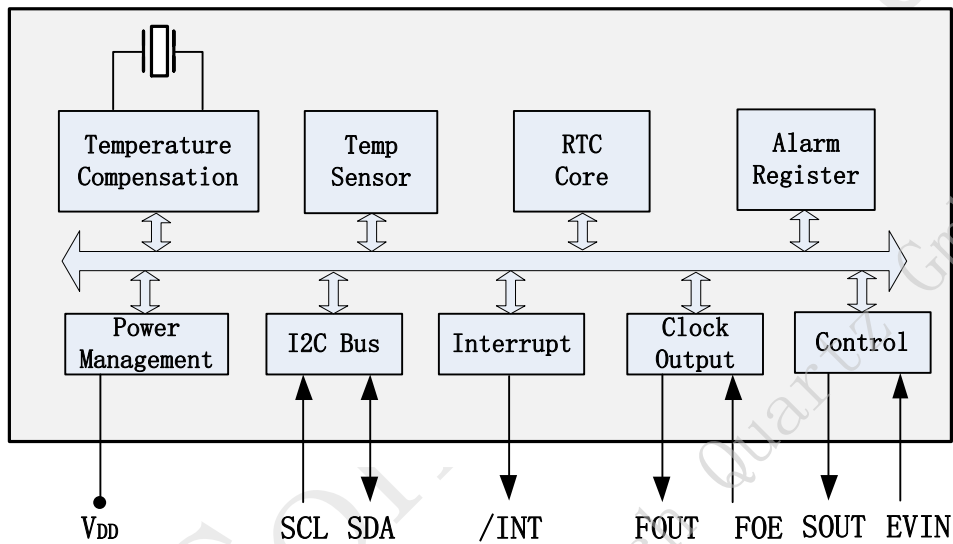 Temperature
Compensation
Temp
Sensor
RTC
Core
Alarm
Register
Power
Management
I2C Bus
Interrupt
Clock
Output
Control
VDD
SCL
SDA
/INT
FOUT
FOE
SOUT
EVIN
Quartz